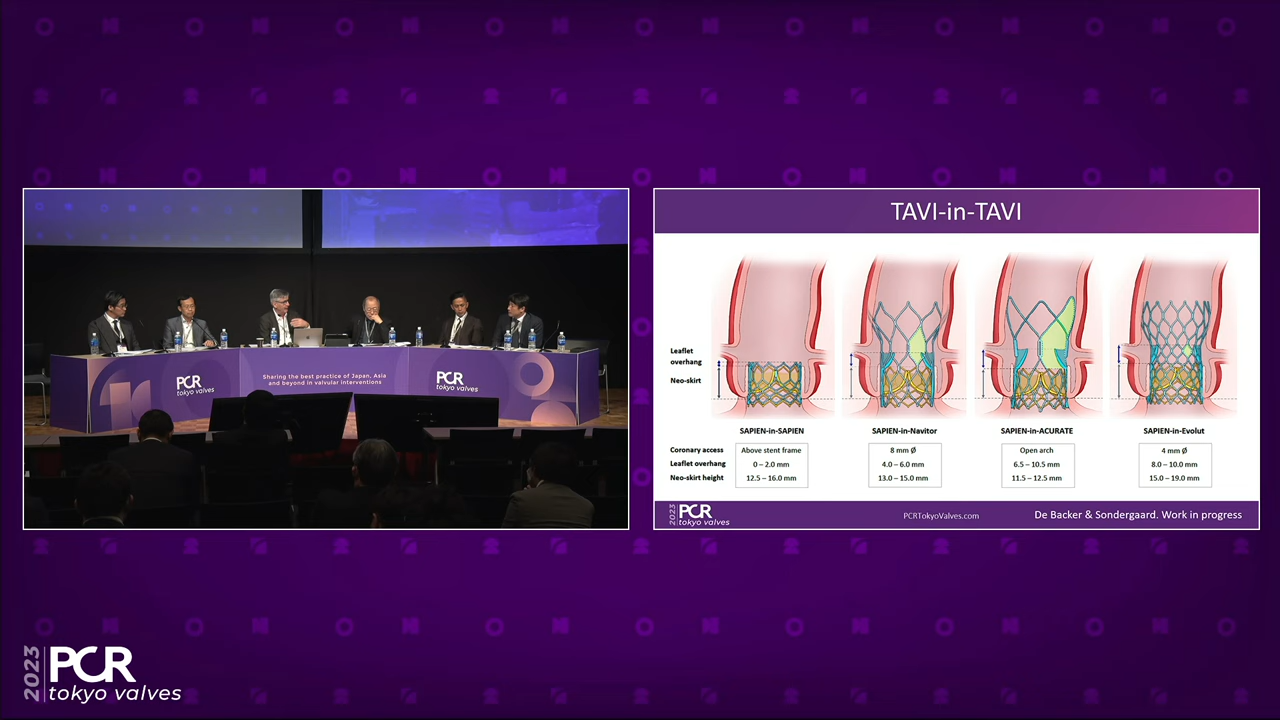 TAVI-in-TAVI
Leaflet
overhang
Neo-skirt
SAPIEN-in-SAPIEN
SAPIEN-in-Navitor
SAPIEN-in-ACURATE
SAPIEN-in-Evolut
Coronary access
Above stent frame
8 mm Ø
Open arch
4 mm Ø
Leaflet overhang
0 – 2.0 mm
4.0 – 6.0 mm
6.5 – 10.5 mm
8.0 – 10.0 mm
Neo-skirt height
12.5 – 16.0 mm
13.0 – 15.0 mm
11.5 – 12.5 mm
15.0 – 19.0 mm
2023
PCR
tokyo valves
PCRTokyoValves.com
De Backer & Sondergaard. Work in progress
PCR
tokyo valves
Sharing the best practice of Japan, Asia
and beyond in valvular interventions
PCR
tokyo valves
2023
PCR
tokyo valves